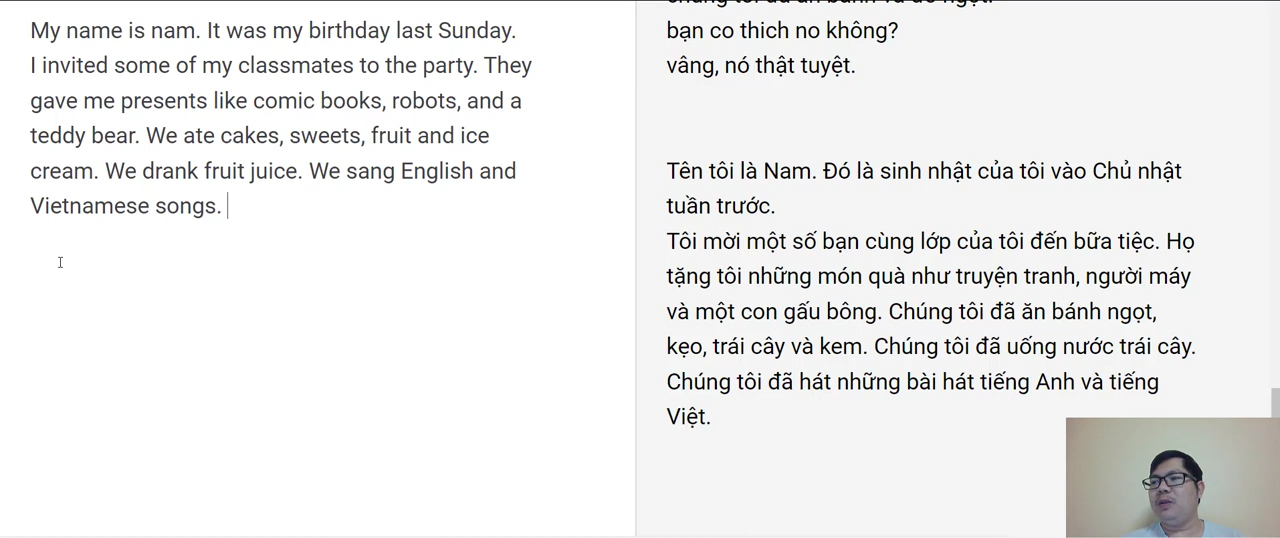 My name is nam. It was my birthday last Sunday.
I invited some of my classmates to the party. They
gave me presents like comic books, robots, and a
teddy bear. We ate cakes, sweets, fruit and ice
cream. We drank fruit juice. We sang English and
Vietnamese songs.
bạn co thich no không?
vâng, nó thật tuyệt.
Tên tôi là Nam. Đó là sinh nhật của tôi vào Chủ nhật
tuần trước.
Tôi mời một số bạn cùng lớp của tôi đến bữa tiệc. Họ
tặng tôi những món quà như truyện tranh, người máy
và một con gấu bông. Chúng tôi đã ăn bánh ngọt,
kẹo, trái cây và kem. Chúng tôi đã uống nước trái cây.
Chúng tôi đã hát những bài hát tiếng Anh và tiếng
Việt.